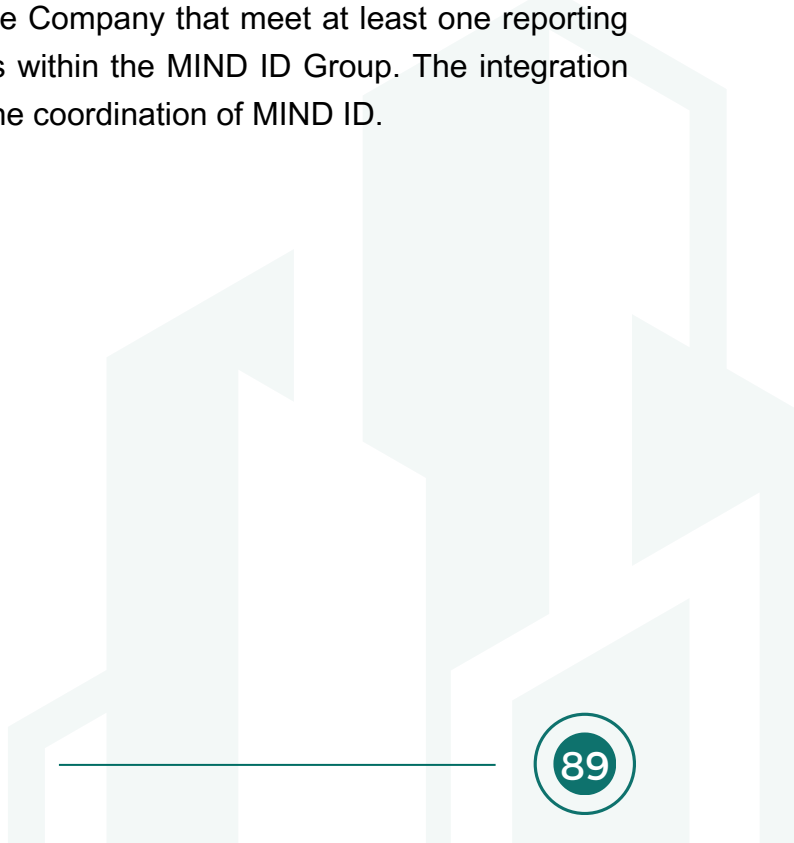 e Company that meet at least one reporting
s within the MIND ID Group. The integration
ne coordination of MIND ID.
89